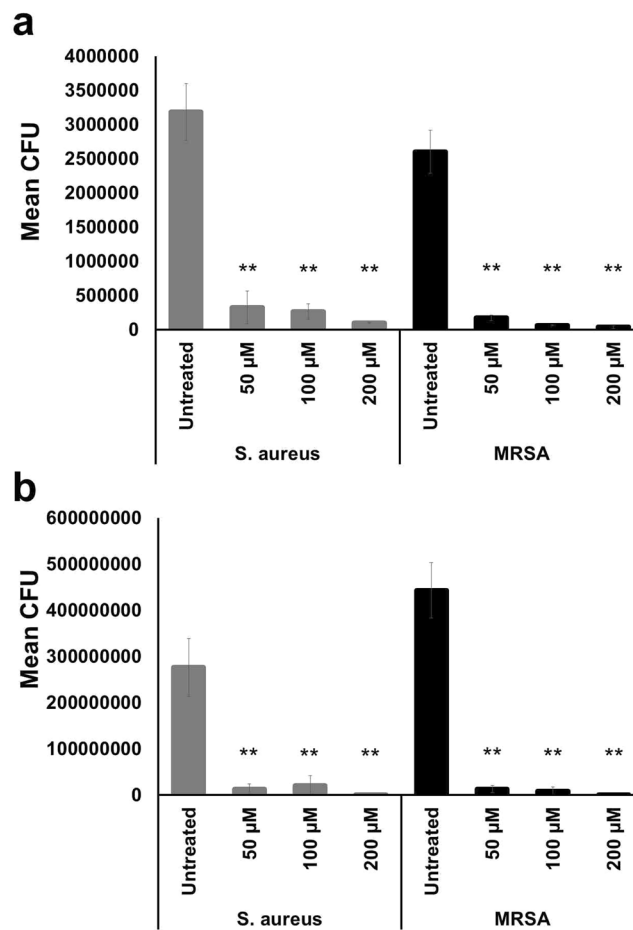 a
Mean CFU
4000000
3500000
3000000
2500000
2000000
1500000
1000000
500000
0
** ** ** ** ** **
Untreated 50 µM 100 µM 200 µM Untreated 50 µM 100 µM 200 µM
S. aureus MRSA
b
Mean CFU
600000000
500000000
400000000
300000000
200000000
100000000
0
** ** ** ** ** **
Untreated 50 µM 100 µM 200 µM Untreated 50 µM 100 µM 200 µM
S. aureus MRSA